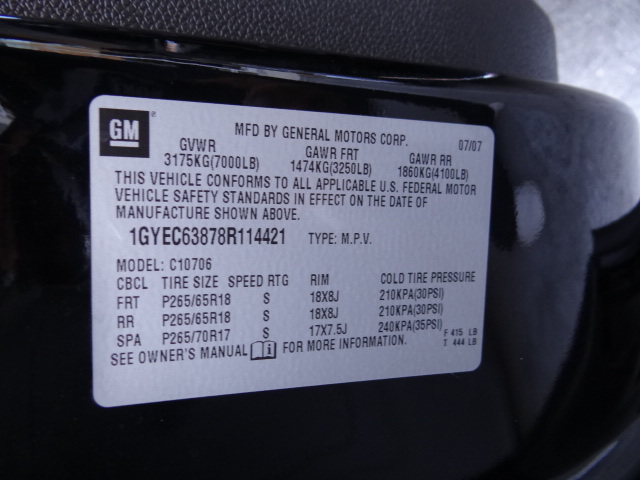 GM ®
MFD BY GENERAL MOTORS CORP. 07/07
GVWR GAWR FRT GAWR RR
3175KG(7000LB) 1474KG(3250LB) 1860KG(4100LB)
THIS VEHICLE CONFORMS TO ALL APPLICABLE U.S. FEDERAL MOTOR
VEHICLE SAFETY STANDARDS IN EFFECT ON THE DATE OF
MANUFACTURE SHOWN ABOVE.
1GYEC63878R114421 TYPE: M.P.V.
MODEL: C10706
CBCL TIRE SIZE SPEED RTG RIM COLD TIRE PRESSURE
FRT P265/65R18 S 18X8J 210KPA(30PSI)
RR P265/65R18 S 18X8J 210KPA(30PSI)
SPA P265/70R17 S 17X7.5J 240KPA(35PSI) F 415 LB
T 444 LB
SEE OWNER'S MANUAL i FOR MORE INFORMATION.